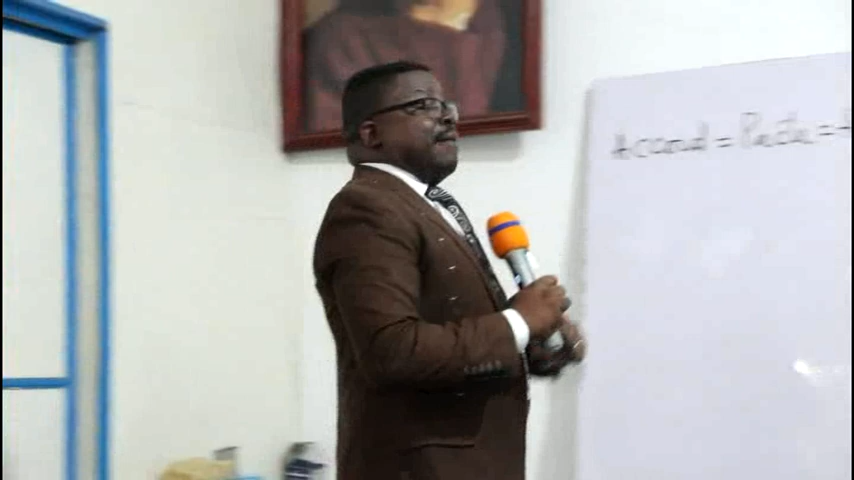 Accord = Pacte =